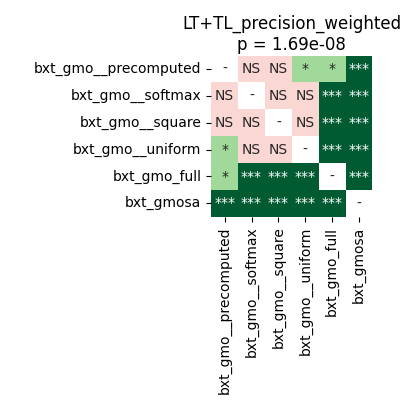 LT+TL_precision_weighted
p = 1.69e-08
bxt_gmo__precomputed - NS NS * * ***
bxt_gmo__softmax NS - NS NS *** ***
bxt_gmo__square NS NS - NS *** ***
bxt_gmo__uniform * NS NS - *** ***
bxt_gmo_full * *** *** *** - ***
bxt_gmosa *** *** *** *** *** -
bxt_gmo__precomputed
bxt_gmo__softmax
bxt_gmo__square
bxt_gmo__uniform
bxt_gmo_full
bxt_gmosa